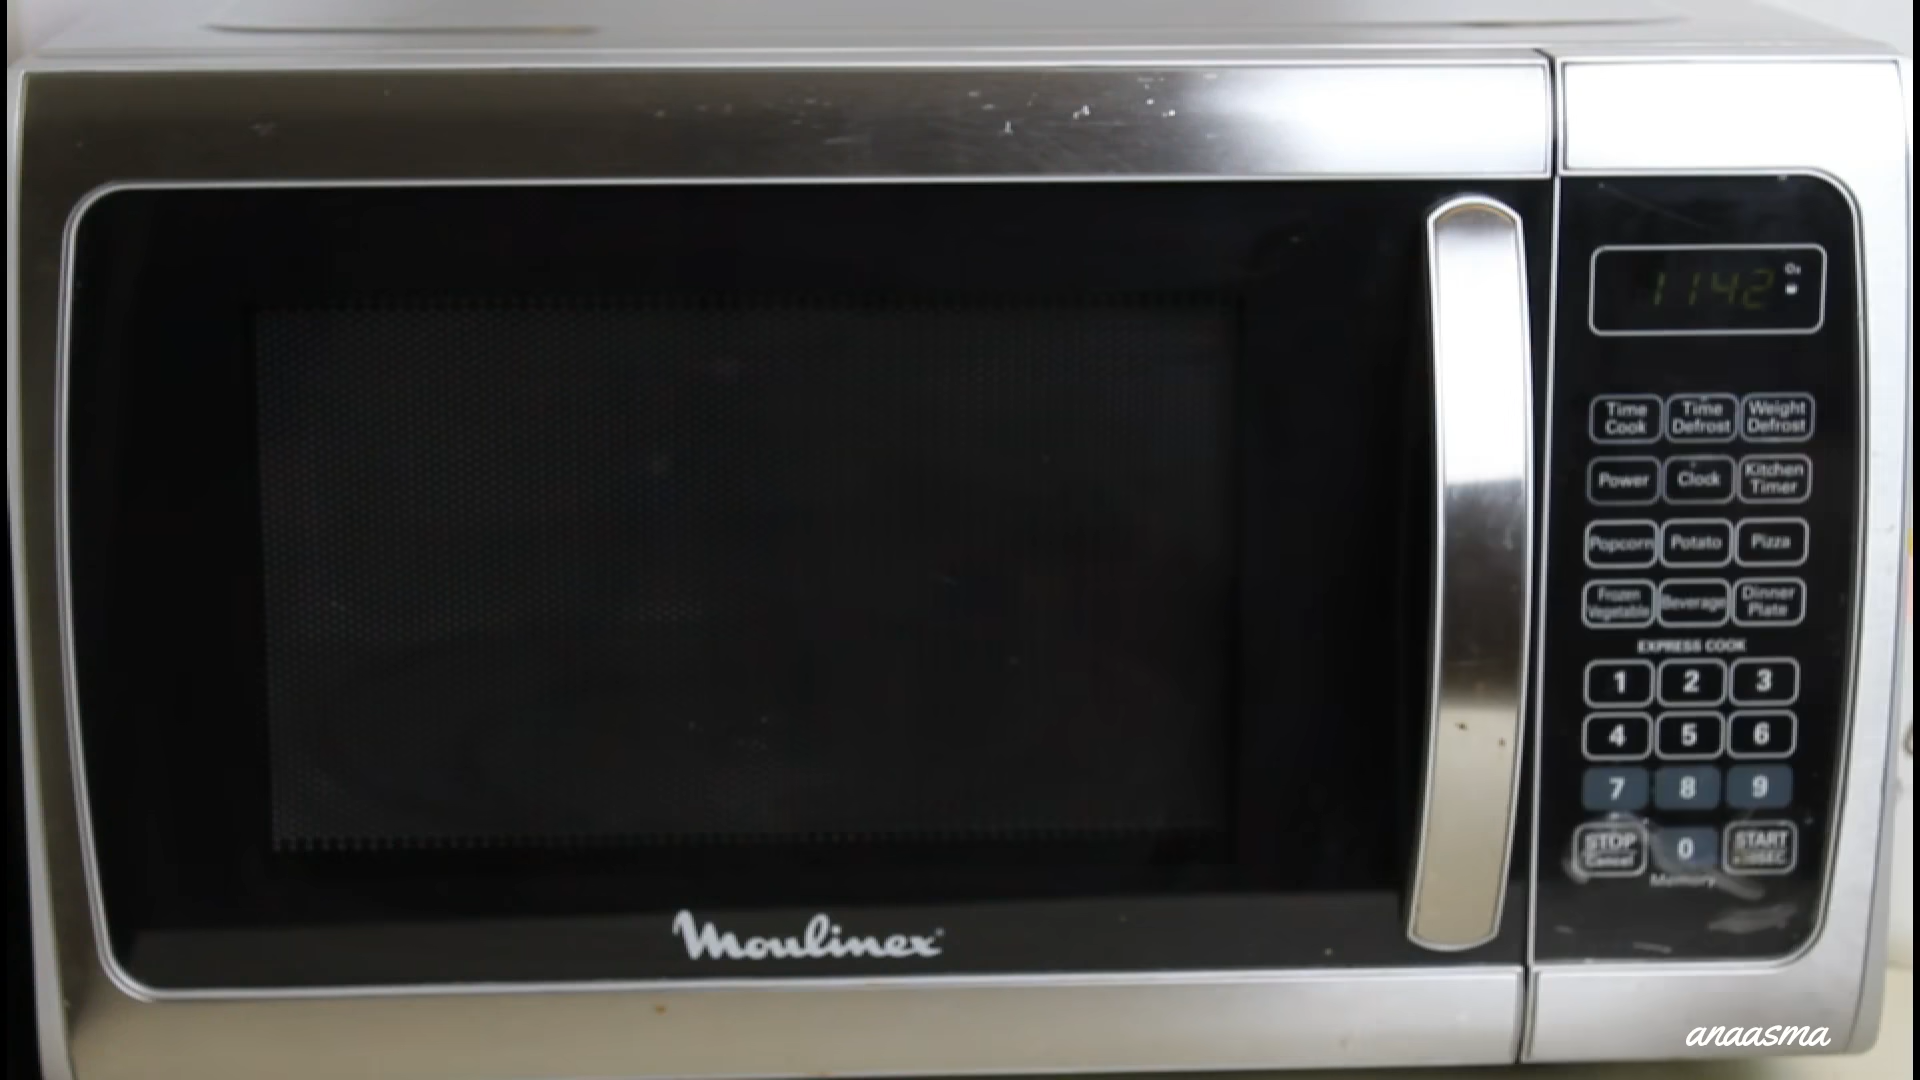 1142
Time Cook
Time Defrost
Weight Defrost
Power
Clock
Kitchen Timer
Popcorn
Potato
Pizza
Frozen Vegetable
Beverage
Dinner Plate
EXPRESS COOK
1 2 3
4 5 6
7 8 9
STOP Cancel
0
START
Memory
Moulinex
anaasma